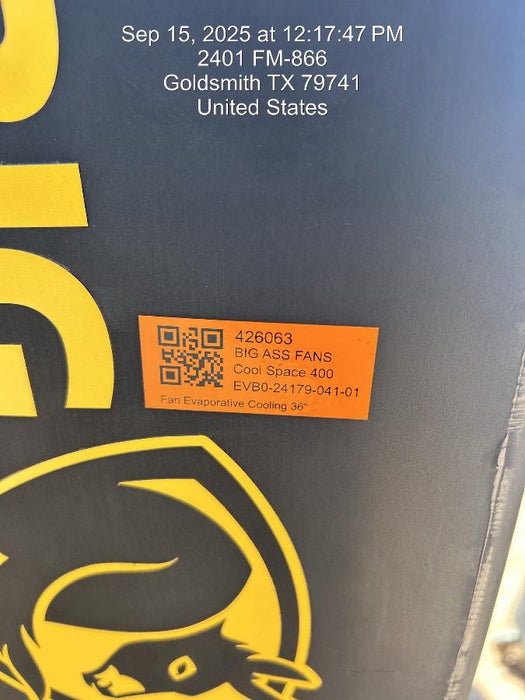 Sep 15, 2025 at 12:17:47 PM
2401 FM-866
Goldsmith TX 79741
United States
426063
BIG ASS FANS
Cool Space 400
EVB0-24179-041-01
Fan Evaporative Cooling 36"